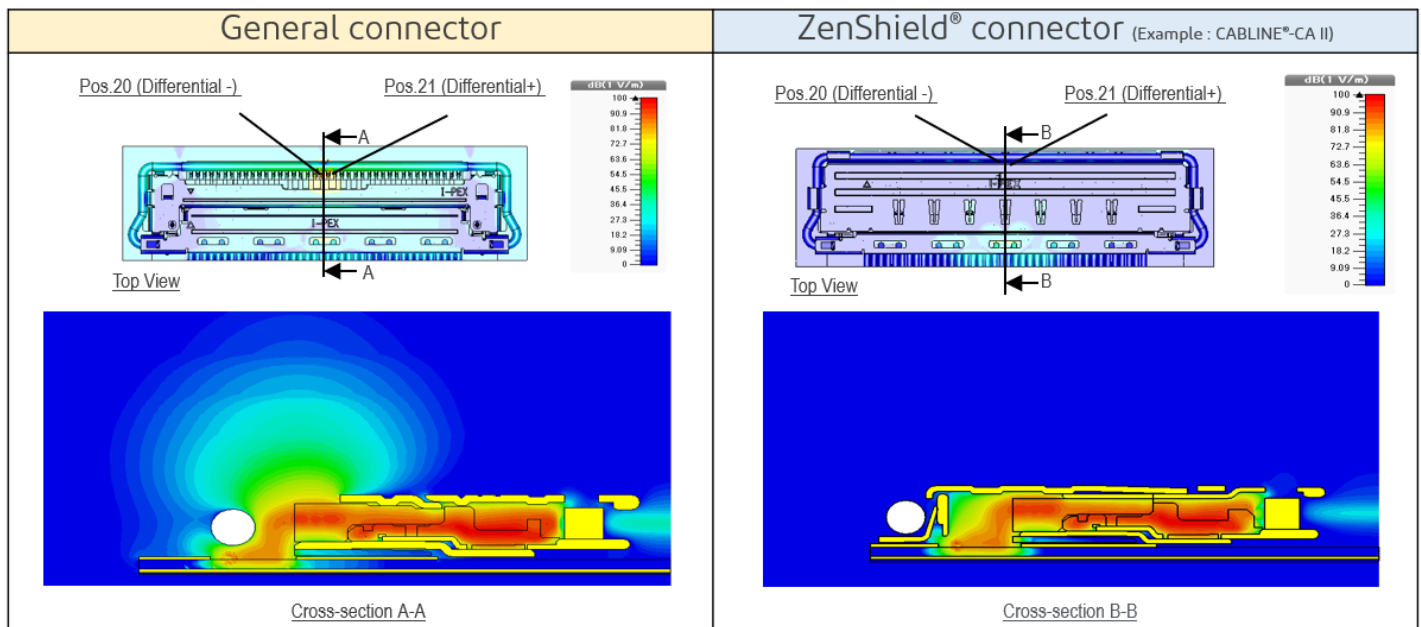 General connector
ZenShield® connector (Example : CABLINE®-CA II)
Pos.20 (Differential -)
Pos.21 (Differential+)
A
I-PEX
I-PEX
A
Top View
dB(1 V/m)
100
90.9
81.8
72.7
63.6
54.5
45.5
36.4
27.3
18.2
9.09
0
Cross-section A-A
Pos.20 (Differential -)
Pos.21 (Differential+)
B
I-PEX
B
Top View
dB(1 V/m)
100
90.9
81.8
72.7
63.6
54.5
45.5
36.4
27.3
18.2
9.09
0
Cross-section B-B